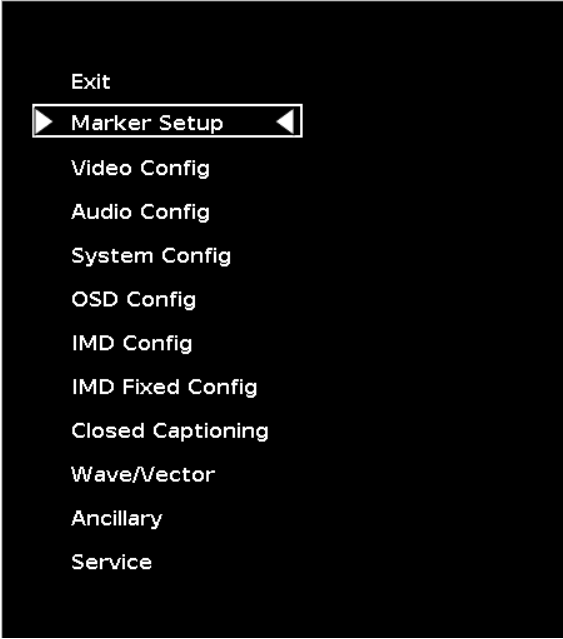 Exit
Marker Setup
Video Config
Audio Config
System Config
OSD Config
IMD Config
IMD Fixed Config
Closed Captioning
Wave/Vector
Ancillary
Service